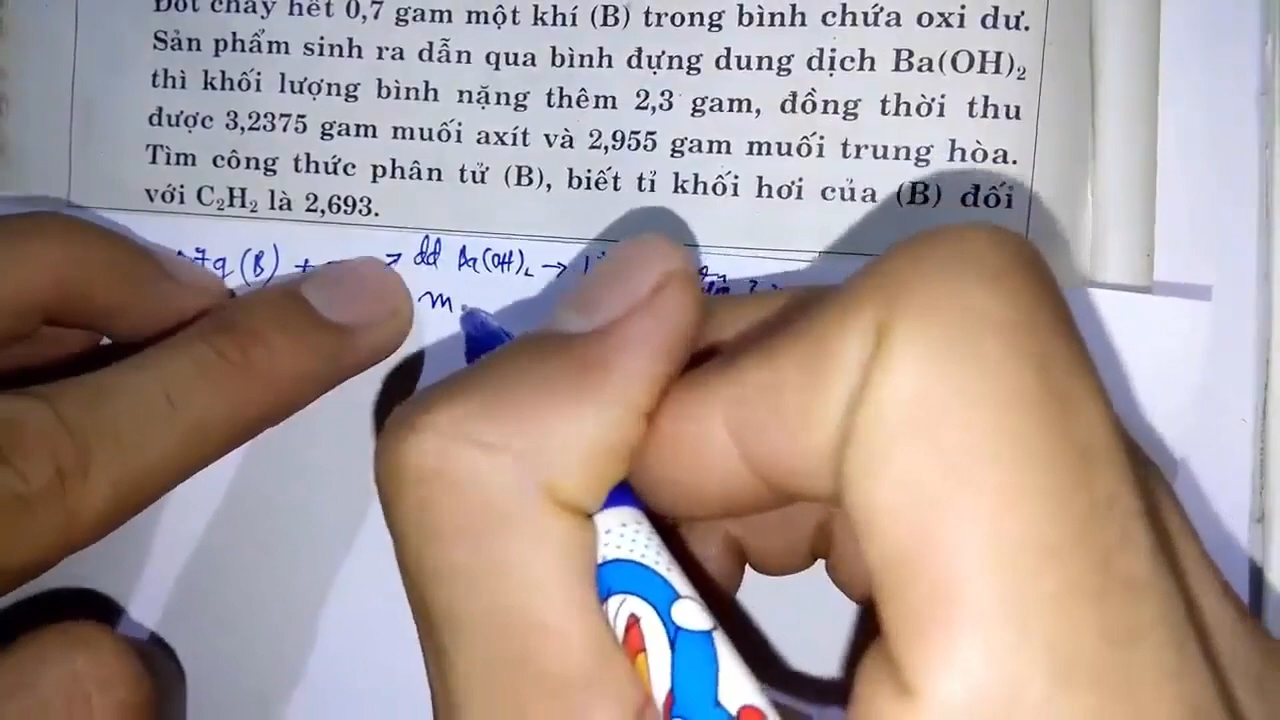 Đốt cháy hết 0,7 gam một khí (B) trong bình chứa oxi dư.
Sản phẩm sinh ra dẫn qua bình đựng dung dịch Ba(OH)₂
thì khối lượng bình nặng thêm 2,3 gam, đồng thời thu
được 3,2375 gam muối axít và 2,955 gam muối trung hòa.
Tìm công thức phân tử (B), biết tỉ khối hơi của (B) đối
với C₂H₂ là 2,693.
(B) + → dd Ba(OH)₂ →
m